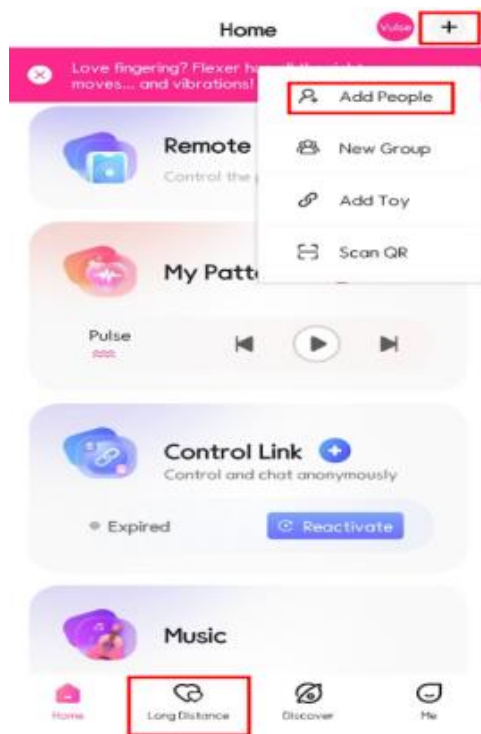 Home
Vulse
+
Love fingering? Flexer
moves... and vibrations!
Add People
New Group
Add Toy
Scan QR
Remote
Control the
My Patt
Pulse
Control Link
Control and chat anonymously
Expired
Reactivate
Music
Home
Long Distance
Discover
Me